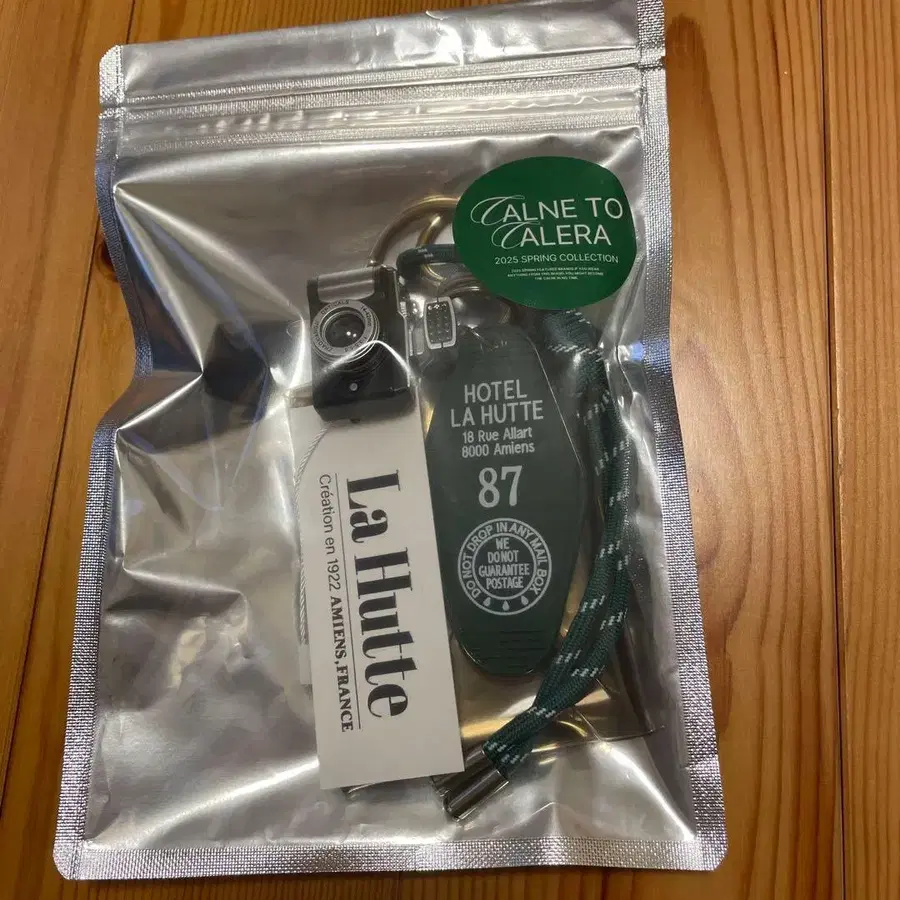 CALNE TO
CALERA
2025 SPRING COLLECTION
HOTEL
LA HUTTE
18 Rue Allart
8000 Amiens
87
DO NOT DROP IN ANY MAIL BOX
WE
DO NOT
GUARANTEE
POSTAGE
La Hutte
Création en 1922 AMIENS,FRANCE